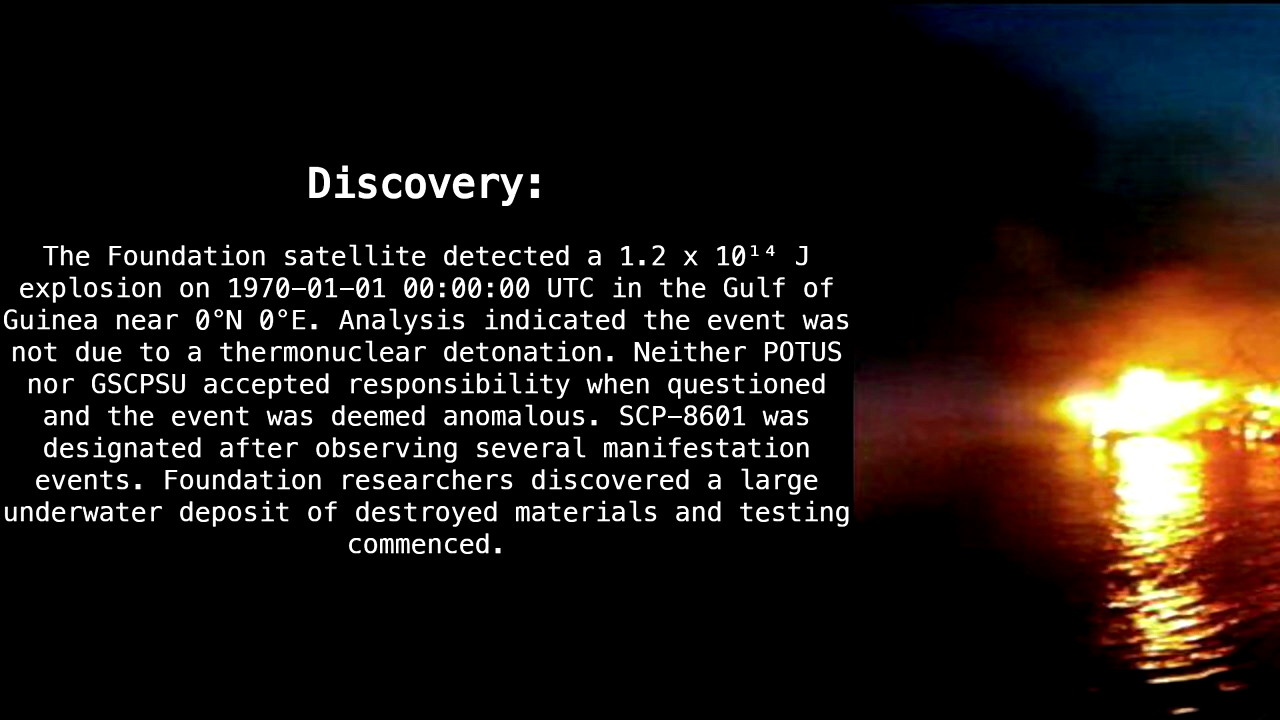 Discovery:
The Foundation satellite detected a 1.2 x 10¹⁴ J
explosion on 1970-01-01 00:00:00 UTC in the Gulf of
Guinea near 0°N 0°E. Analysis indicated the event was
not due to a thermonuclear detonation. Neither POTUS
nor GSCPSU accepted responsibility when questioned
and the event was deemed anomalous. SCP-8601 was
designated after observing several manifestation
events. Foundation researchers discovered a large
underwater deposit of destroyed materials and testing
commenced.